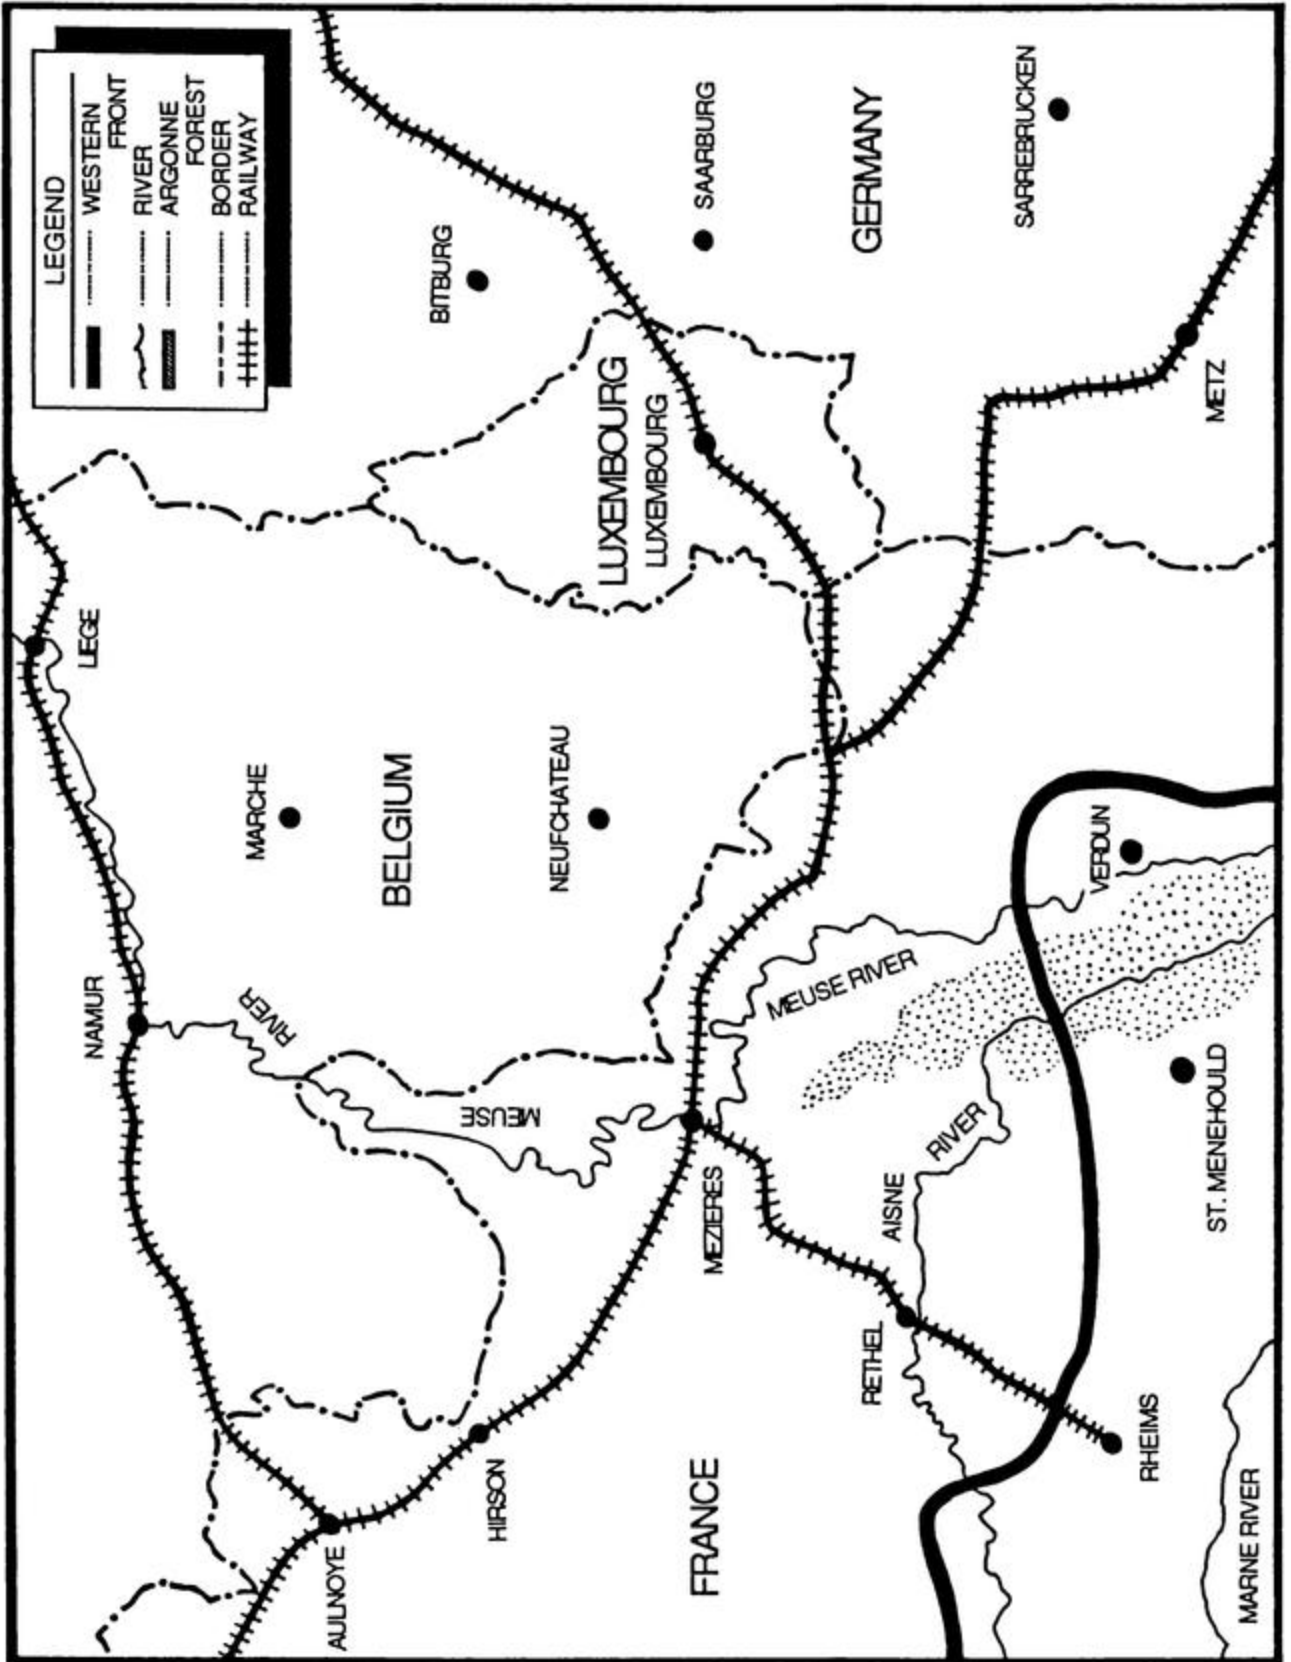 LEGEND
WESTERN
FRONT
RIVER
ARGONNE
FOREST
BORDER
RAILWAY
LIEGE
NAMUR
MARCHE
BELGIUM
RIVER
MEUSE
NEUFCHATEAU
BITBURG
LUXEMBOURG
LUXEMBOURG
SAARBURG
GERMANY
SARREBRUCKEN
METZ
AULNOYE
HIRSON
MEZIERES
FRANCE
MEUSE RIVER
RETHEL
AISNE
RIVER
VERDUN
RHEIMS
ST. MENEHOULD
MARNE RIVER